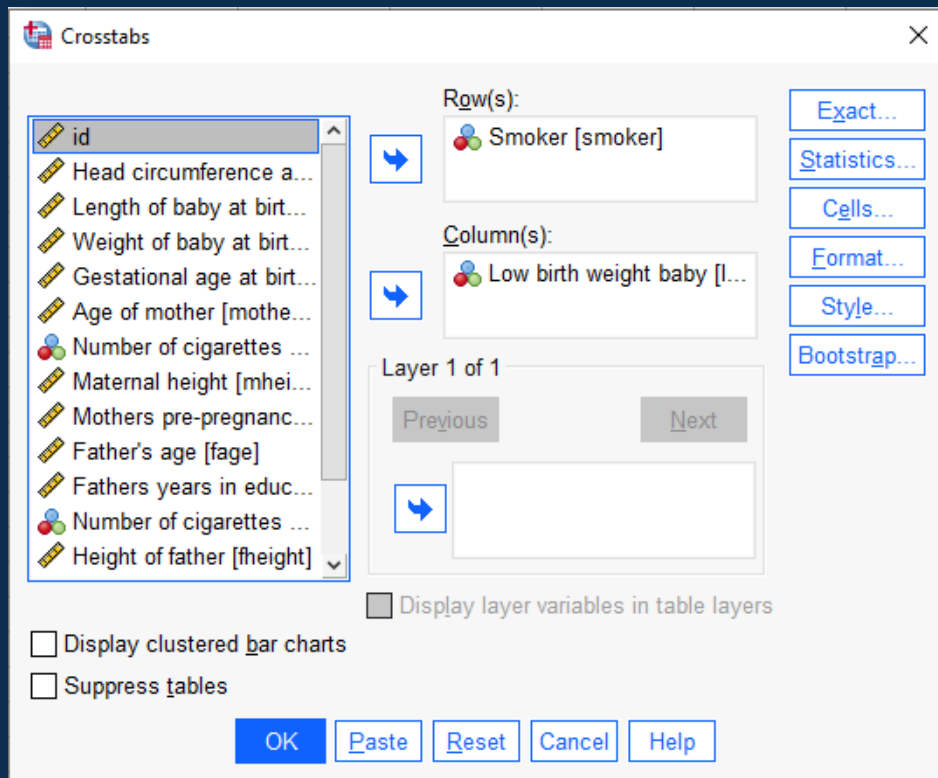 Crosstabs
id
Head circumference a...
Length of baby at birt...
Weight of baby at birt...
Gestational age at birt...
Age of mother [mothe...
Number of cigarettes ...
Maternal height [mhei...
Mothers pre-pregnanc...
Father's age [fage]
Fathers years in educ...
Number of cigarettes ...
Height of father [fheight]
Row(s):
Smoker [smoker]
Column(s):
Low birth weight baby [l...
Layer 1 of 1
Previous
Next
Display layer variables in table layers
Exact...
Statistics...
Cells...
Format...
Style...
Bootstrap...
Display clustered bar charts
Suppress tables
OK
Paste
Reset
Cancel
Help